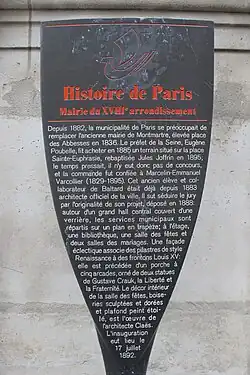 Histoire de Paris
Mairie du XVIIIe arrondissement
Depuis 1882, la municipalité de Paris se préoccupait de
remplacer l'ancienne mairie de Montmartre, élevée place
des Abbesses en 1836. Le préfet de la Seine, Eugène
Poubelle, fit acheter en 1885 un terrain situé sur la place
Sainte-Euphrasie, rebaptisée Jules Joffrin en 1895;
le temps pressait, il n'y eut donc pas de concours,
et la commande fut confiée à Marcelin-Emmanuel
Varcollier (1829-1895). Cet ancien élève et col-
laborateur de Baltard était déjà depuis 1883
architecte officiel de la ville. Il sut séduire le jury
par l'originalité de son projet, déposé en 1888:
autour d'un grand hall central couvert d'une
verrière, les services municipaux sont
répartis sur un plan en trapèze; à l'étage,
une bibliothèque, une salle des fêtes et
deux salles des mariages. Une façade
éclectique associe des pilastres de style
Renaissance à des frontons Louis XV;
elle est précédée d'un porche à
cinq arcades, orné de deux statues
de Gustave Crauk, la Liberté et
la Fraternité. Le décor intérieur
de la salle des fêtes, boise-
ries sculptées et dorées
et plafond peint étoi-
lé, est l'œuvre de
l'architecte Claës.
L'inauguration
eut lieu le
17 juillet
1892.